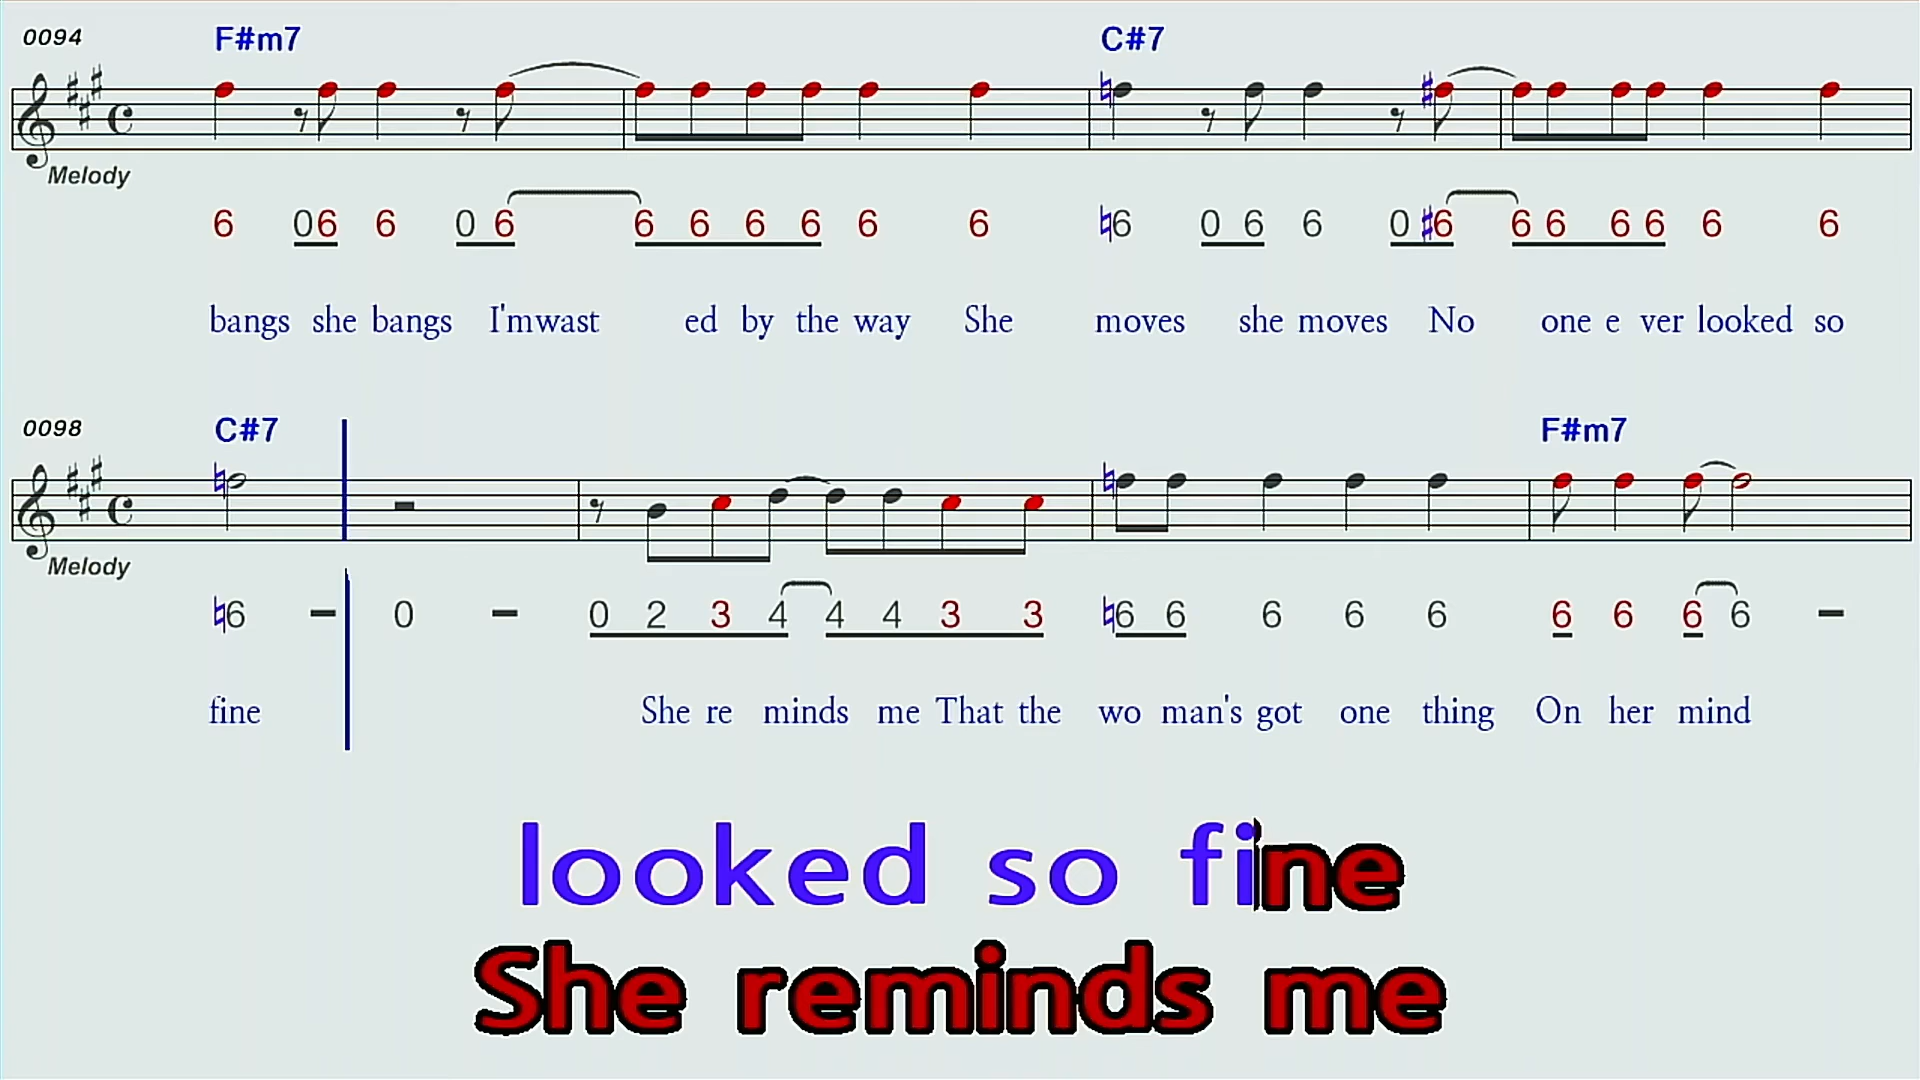 0094 F#m7 C#7
Melody
6 06 6 06 6 6 6 6 6 6 ♮6 0 6 6 0 ♯6 6 6 6 6 6 6
bangs she bangs I'mwast ed by the way She moves she moves No one e ver looked so
0098 C#7 F#m7
Melody
♮6 – 0 – 0 2 3 4 4 4 3 3 ♮6 6 6 6 6 6 6 6 6 –
fine She re minds me That the wo man's got one thing On her mind
looked so fine
She reminds me